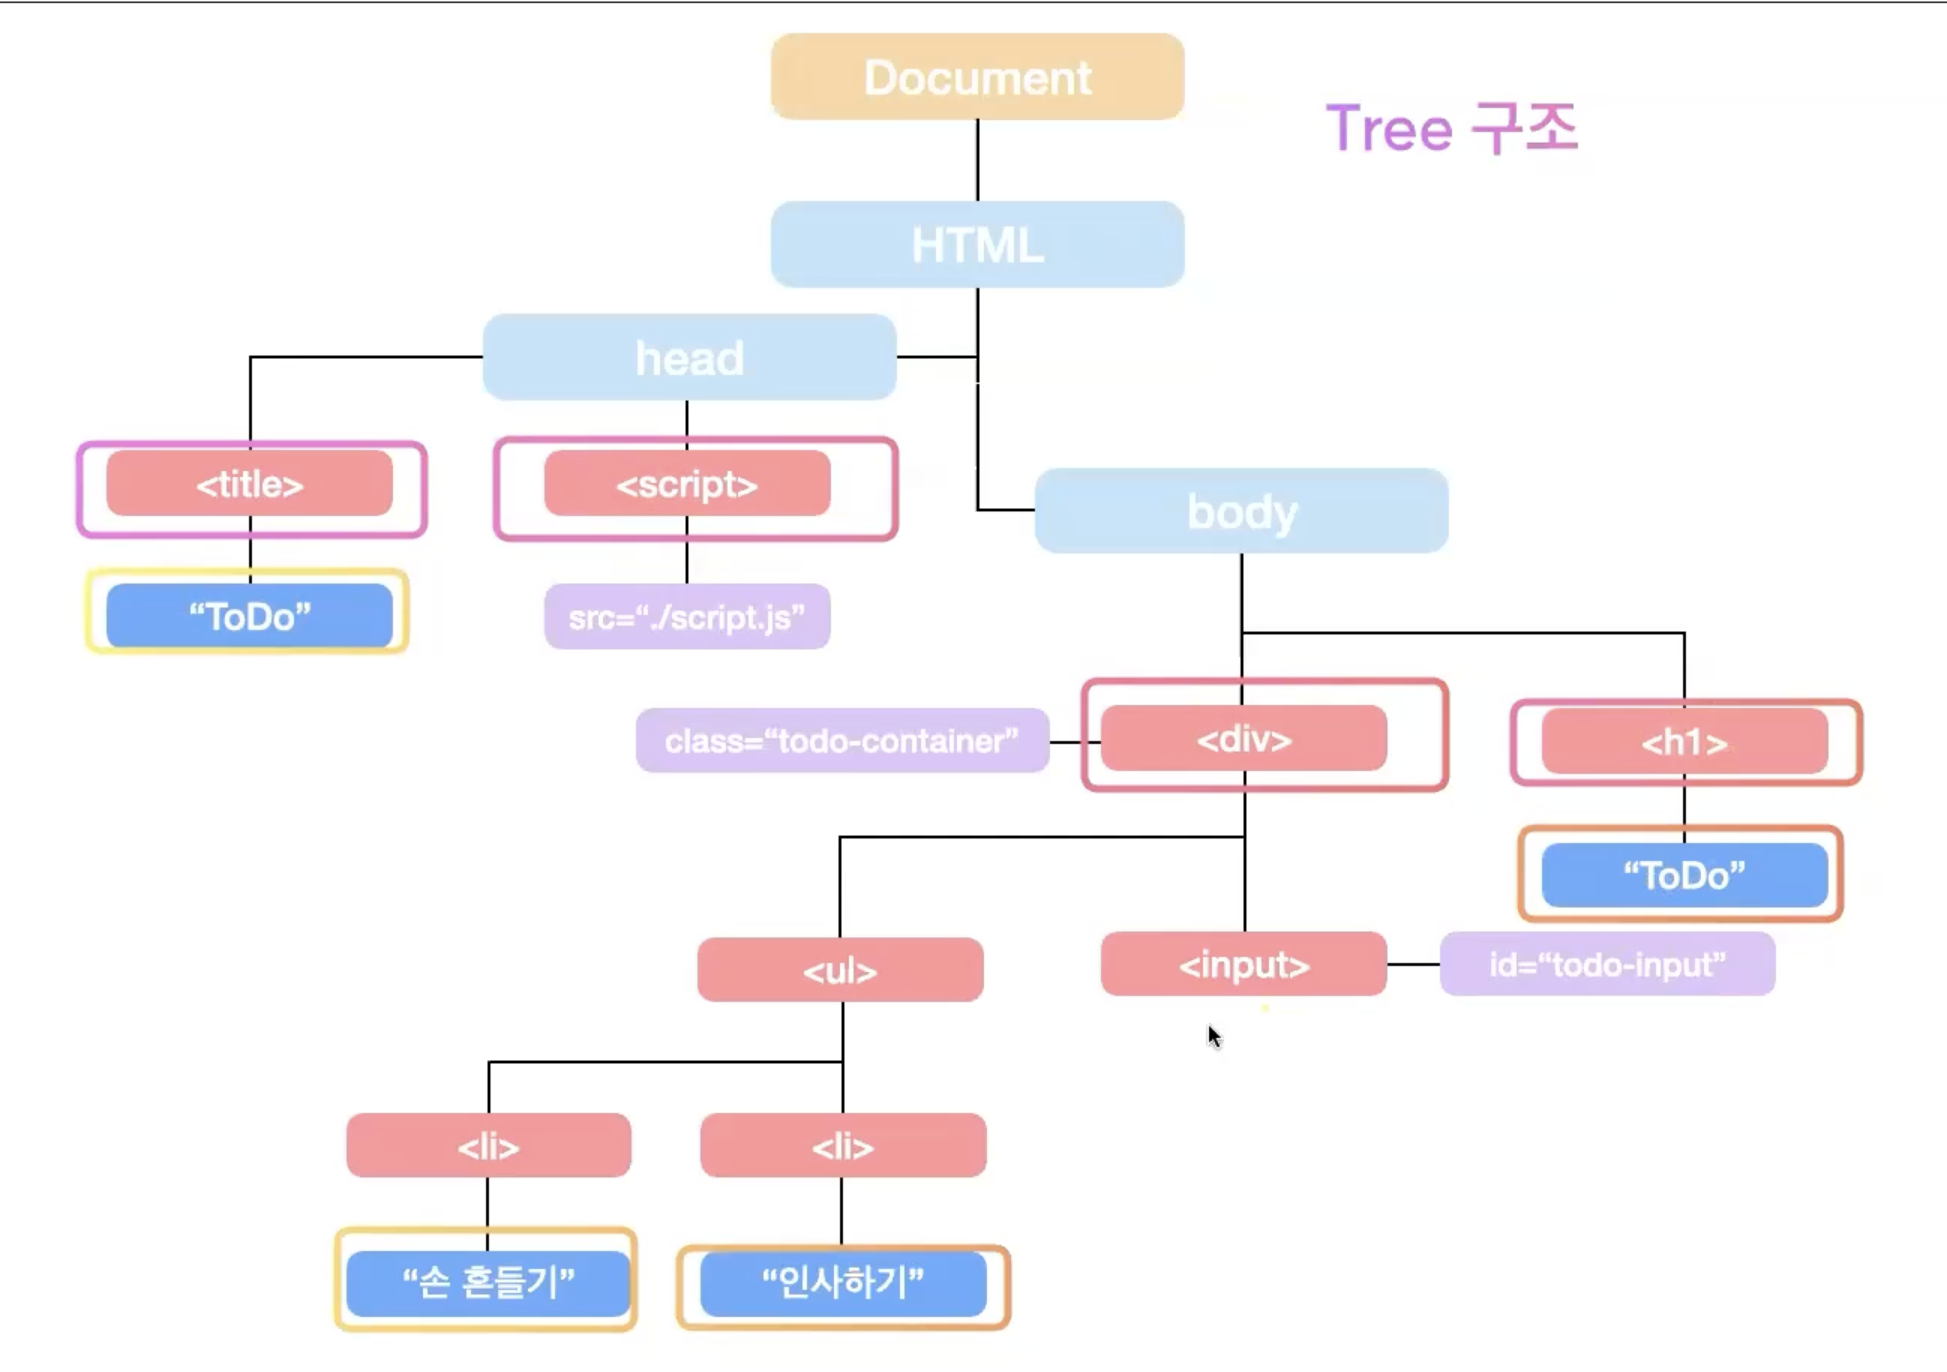 Document
Tree 구조
HTML
head
<title>
<script>
body
“ToDo”
src=“./script.js”
class=“todo-container”
<div>
<h1>
“ToDo”
<ul>
<input>
id=“todo-input”
<li>
<li>
“손 흔들기”
“인사하기”